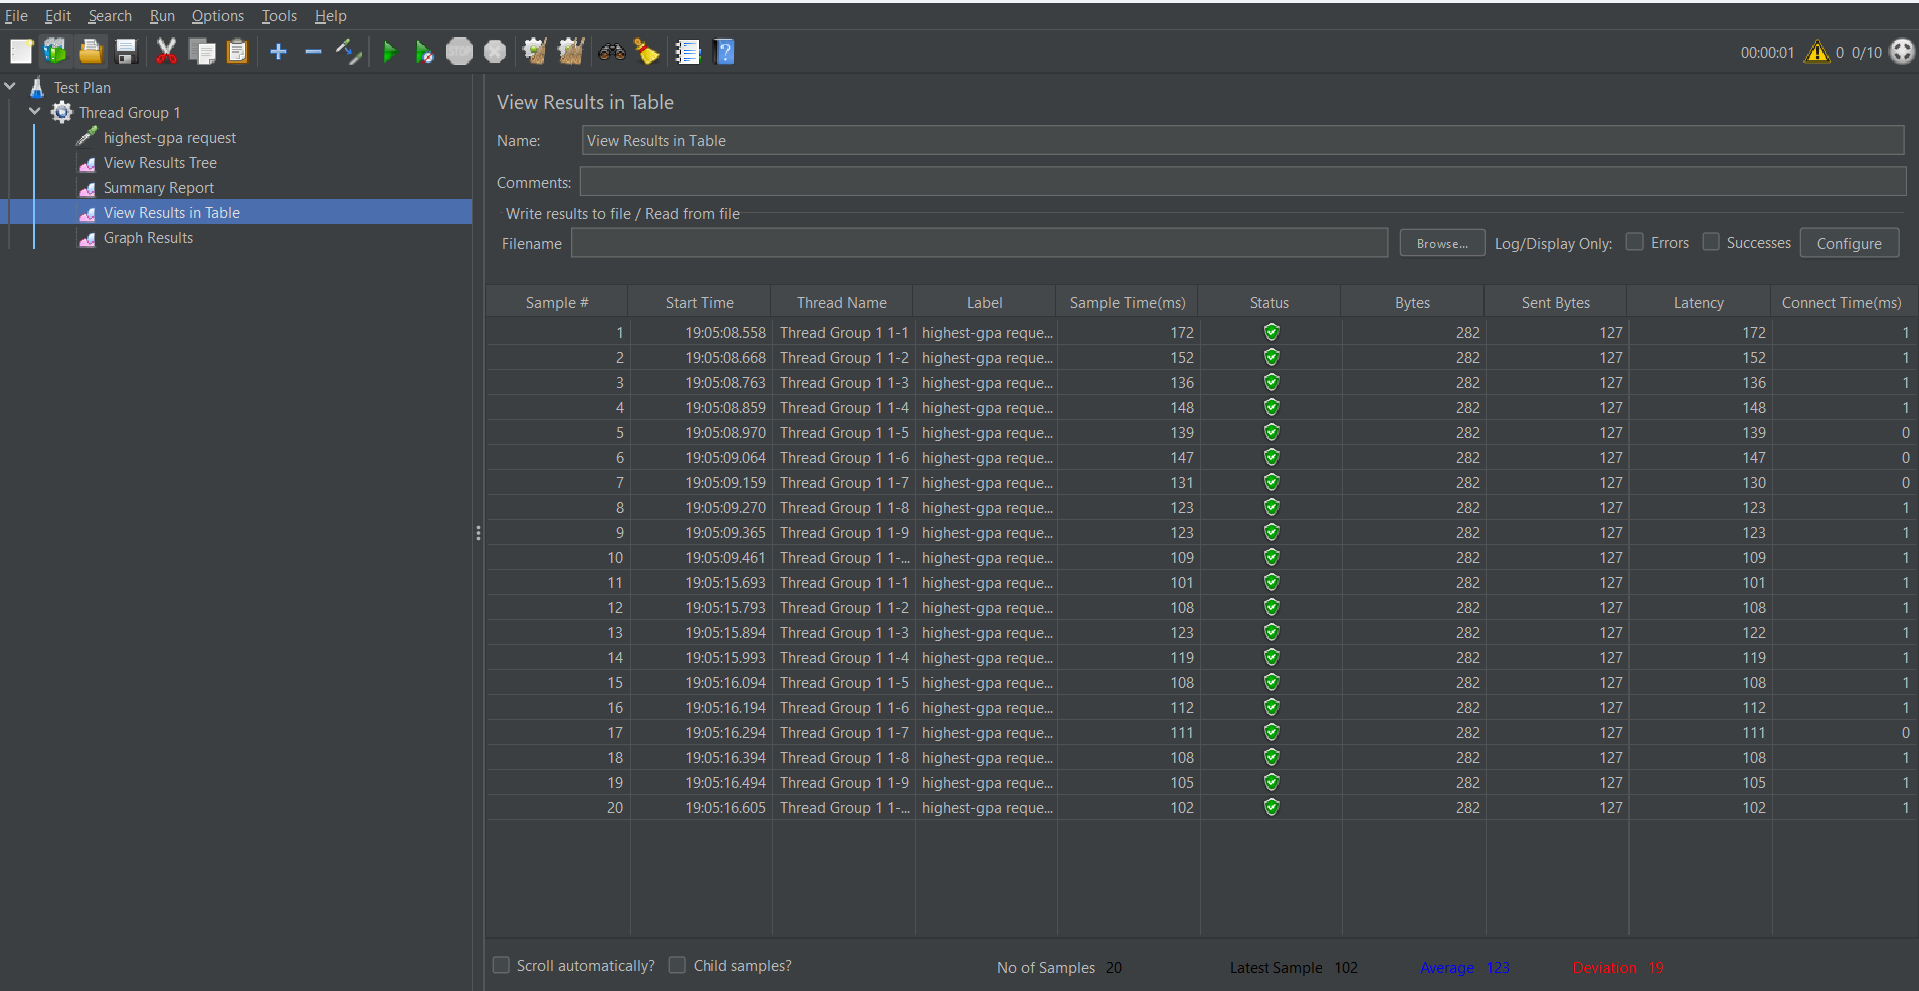 File Edit Search Run Options Tools Help
STOP
00:00:01 0 0/10
Test Plan
Thread Group 1
highest-gpa request
View Results Tree
Summary Report
View Results in Table
Graph Results
View Results in Table
Name: View Results in Table
Comments:
Write results to file / Read from file
Filename Browse... Log/Display Only: Errors Successes Configure
Sample # Start Time Thread Name Label Sample Time(ms) Status Bytes Sent Bytes Latency Connect Time(ms)
1 19:05:08.558 Thread Group 1 1-1 highest-gpa reque... 172 282 127 172 1
2 19:05:08.668 Thread Group 1 1-2 highest-gpa reque... 152 282 127 152 1
3 19:05:08.763 Thread Group 1 1-3 highest-gpa reque... 136 282 127 136 1
4 19:05:08.859 Thread Group 1 1-4 highest-gpa reque... 148 282 127 148 1
5 19:05:08.970 Thread Group 1 1-5 highest-gpa reque... 139 282 127 139 0
6 19:05:09.064 Thread Group 1 1-6 highest-gpa reque... 147 282 127 147 0
7 19:05:09.159 Thread Group 1 1-7 highest-gpa reque... 131 282 127 130 0
8 19:05:09.270 Thread Group 1 1-8 highest-gpa reque... 123 282 127 123 1
9 19:05:09.365 Thread Group 1 1-9 highest-gpa reque... 123 282 127 123 1
10 19:05:09.461 Thread Group 1 1-... highest-gpa reque... 109 282 127 109 1
11 19:05:15.693 Thread Group 1 1-1 highest-gpa reque... 101 282 127 101 1
12 19:05:15.793 Thread Group 1 1-2 highest-gpa reque... 108 282 127 108 1
13 19:05:15.894 Thread Group 1 1-3 highest-gpa reque... 123 282 127 122 1
14 19:05:15.993 Thread Group 1 1-4 highest-gpa reque... 119 282 127 119 1
15 19:05:16.094 Thread Group 1 1-5 highest-gpa reque... 108 282 127 108 1
16 19:05:16.194 Thread Group 1 1-6 highest-gpa reque... 112 282 127 112 1
17 19:05:16.294 Thread Group 1 1-7 highest-gpa reque... 111 282 127 111 0
18 19:05:16.394 Thread Group 1 1-8 highest-gpa reque... 108 282 127 108 1
19 19:05:16.494 Thread Group 1 1-9 highest-gpa reque... 105 282 127 105 1
20 19:05:16.605 Thread Group 1 1-... highest-gpa reque... 102 282 127 102 1
Scroll automatically? Child samples? No of Samples 20 Latest Sample 102 Average 123 Deviation 19